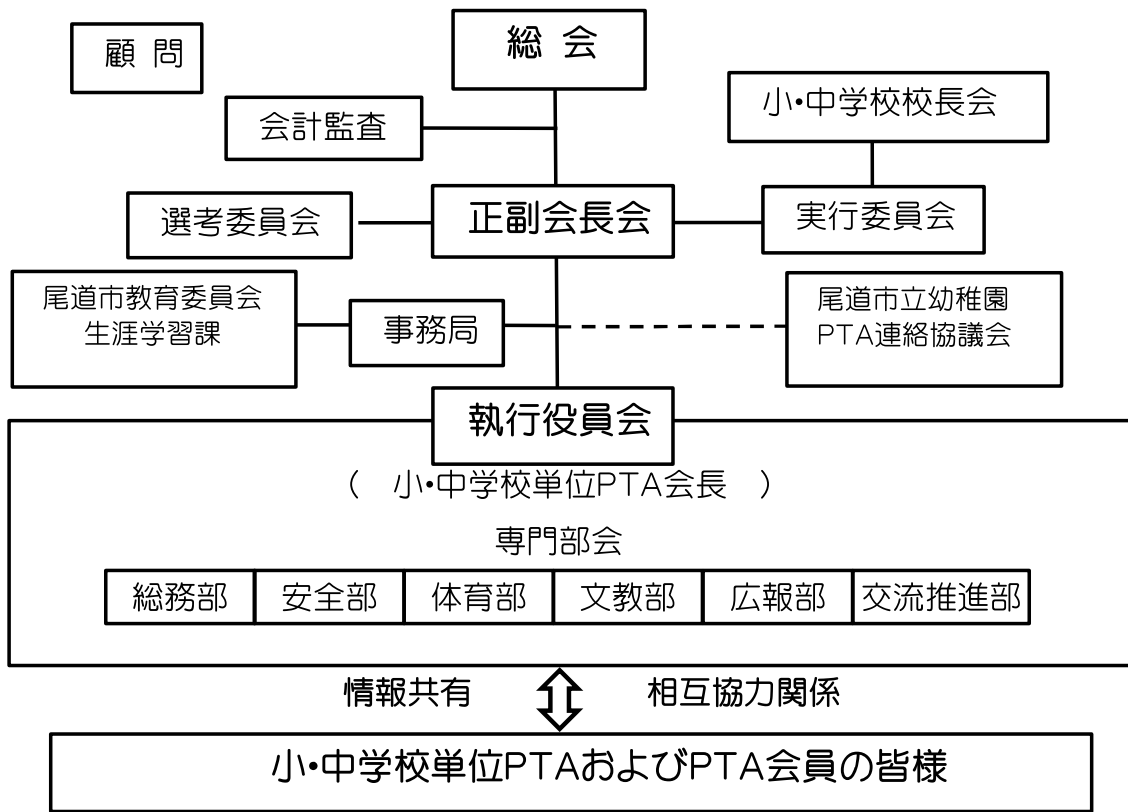 顧 問
総 会
小・中学校校長会
会計監査
選考委員会
正副会長会
実行委員会
尾道市教育委員会
生涯学習課
事務局
尾道市立幼稚園
PTA連絡協議会
執行役員会
( 小・中学校単位PTA会長 )
専門部会
総務部 安全部 体育部 文教部 広報部 交流推進部
情報共有 相互協力関係
小・中学校単位PTAおよびPTA会員の皆様